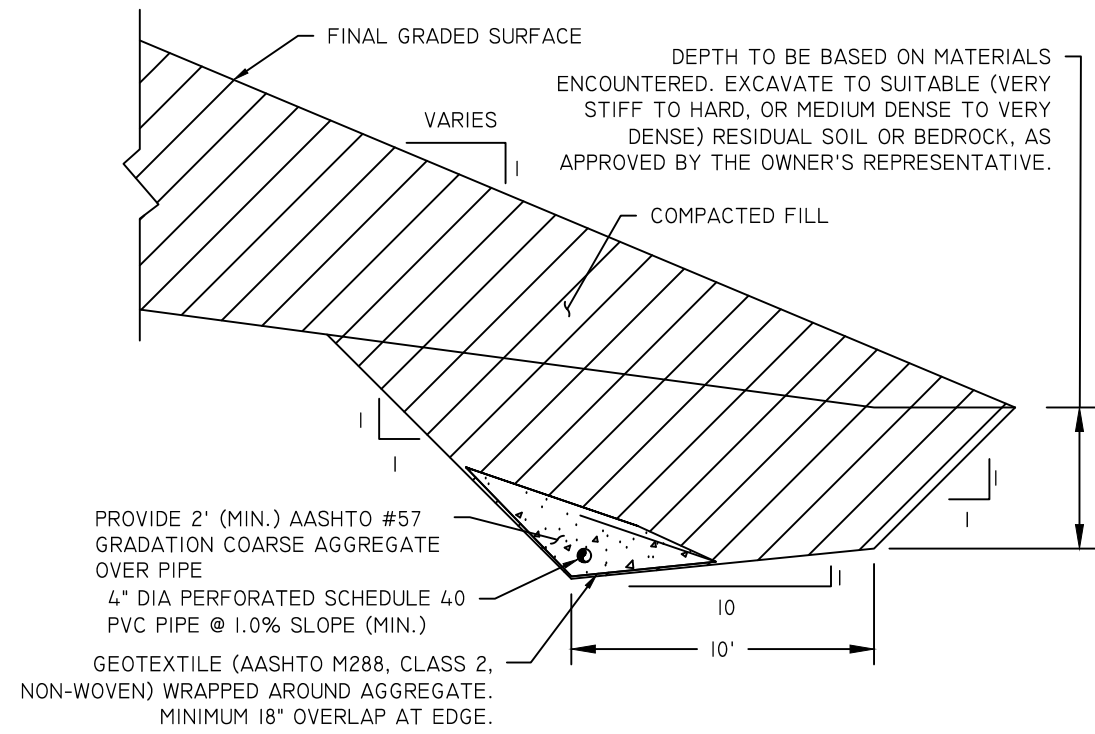 FINAL GRADED SURFACE
DEPTH TO BE BASED ON MATERIALS
ENCOUNTERED. EXCAVATE TO SUITABLE (VERY
STIFF TO HARD, OR MEDIUM DENSE TO VERY
DENSE) RESIDUAL SOIL OR BEDROCK, AS
APPROVED BY THE OWNER'S REPRESENTATIVE.
VARIES
1
COMPACTED FILL
1
1
1
1
PROVIDE 2' (MIN.) AASHTO #57
GRADATION COARSE AGGREGATE
OVER PIPE
4" DIA PERFORATED SCHEDULE 40
PVC PIPE @ 1.0% SLOPE (MIN.)
1
10
10'
GEOTEXTILE (AASHTO M288, CLASS 2,
NON-WOVEN) WRAPPED AROUND AGGREGATE.
MINIMUM 18" OVERLAP AT EDGE.